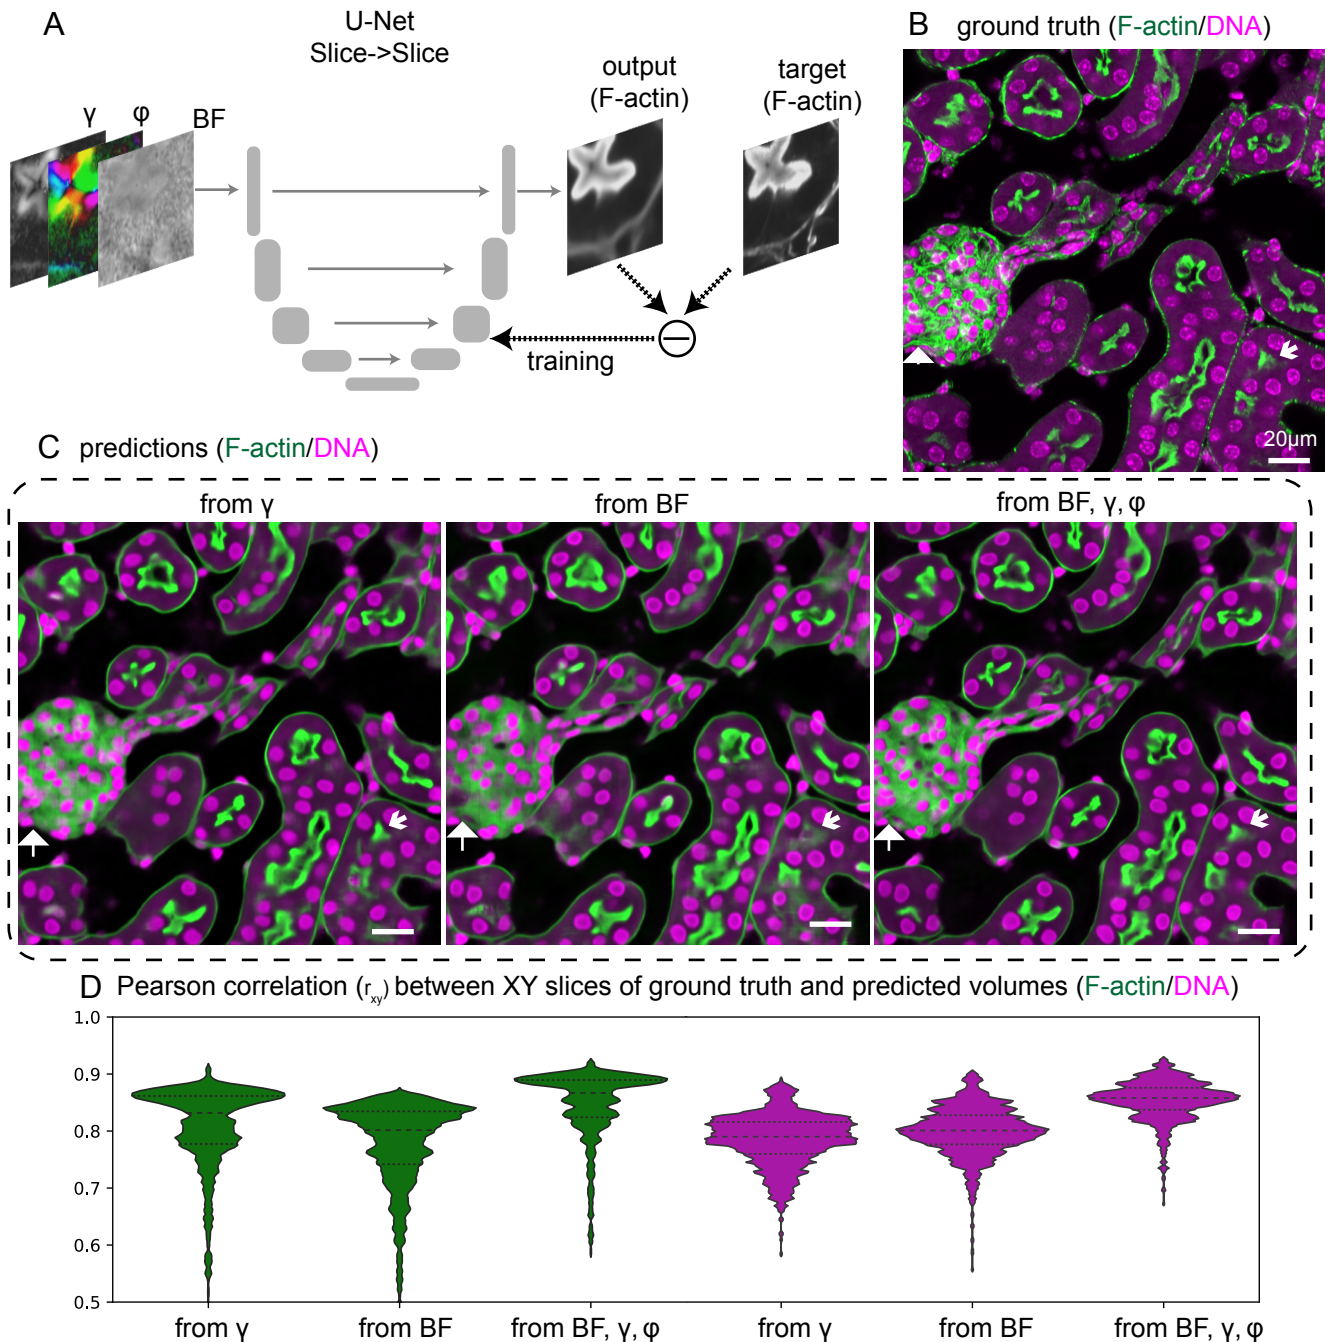 A
U-Net
Slice->Slice
γ
φ
BF
output
(F-actin)
target
(F-actin)
training
B ground truth (F-actin/DNA)
20µm
C predictions (F-actin/DNA)
from γ
from BF
from BF, γ, φ
D Pearson correlation (r_xy) between XY slices of ground truth and predicted volumes (F-actin/DNA)
1.0
0.9
0.8
0.7
0.6
0.5
from γ
from BF
from BF, γ, φ
from γ
from BF
from BF, γ, φ